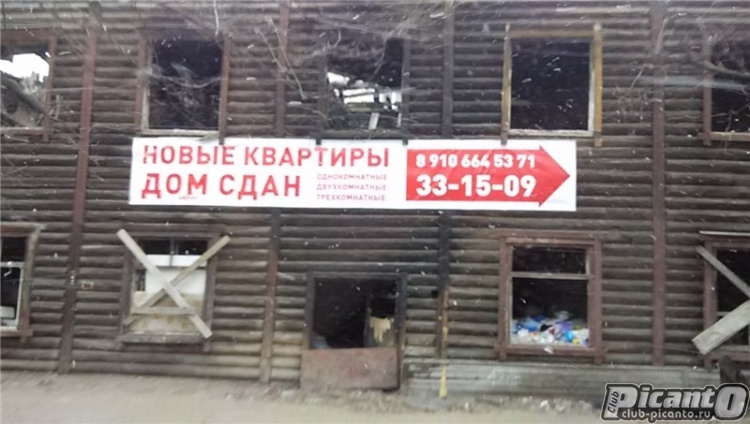 НОВЫЕ КВАРТИРЫ
ДОМ СДАН
ОДНОКОМНАТНЫЕ
ДВУХКОМНАТНЫЕ
ТРЕХКОМНАТНЫЕ
8 910 664 53 71
33-15-09
club PicantO
club-picanto.ru